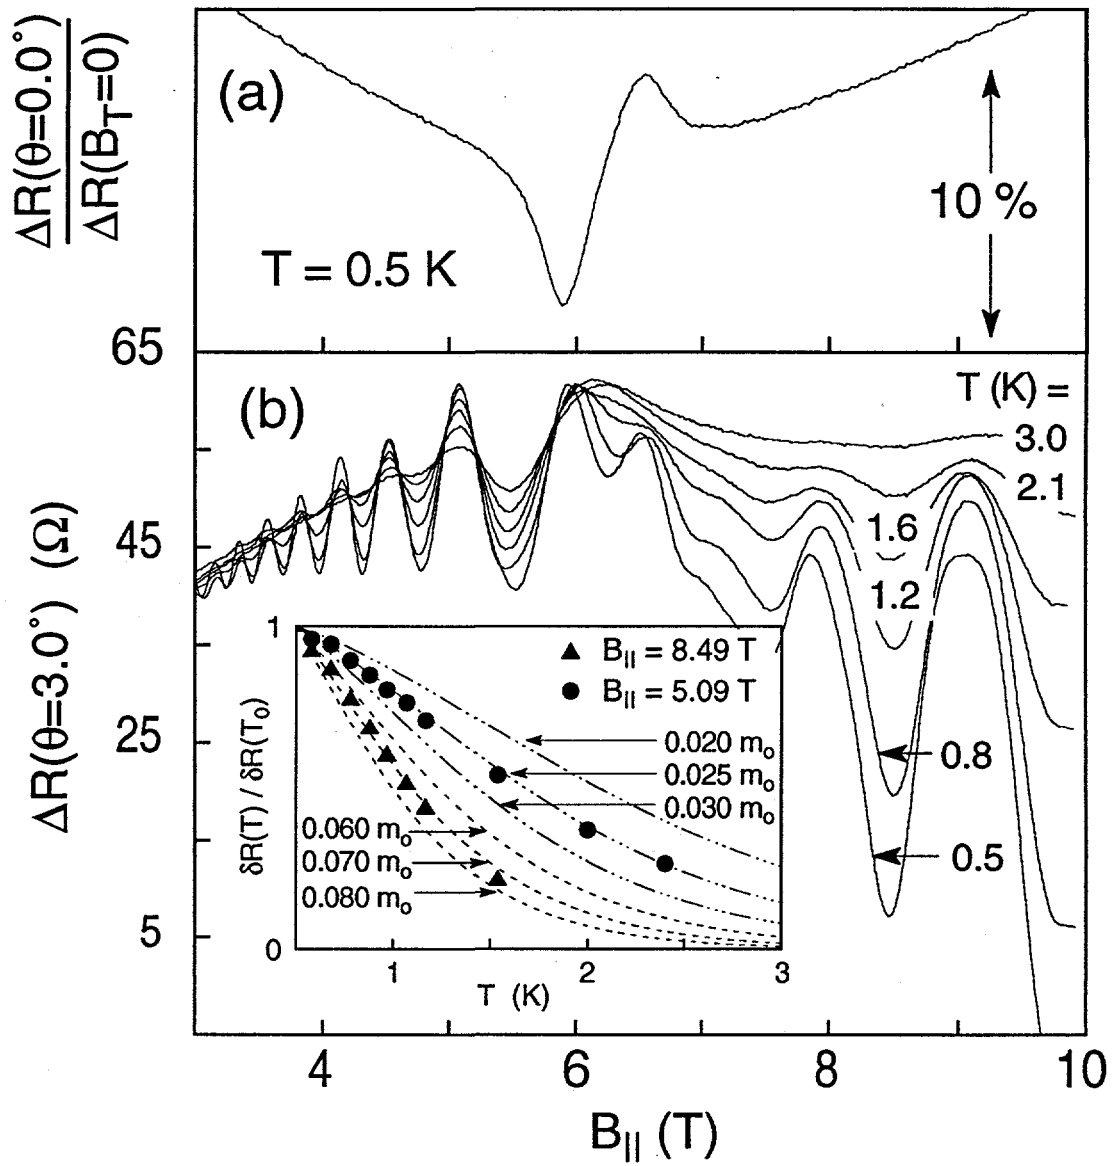 ΔR(θ=0.0°)
ΔR(B_T=0)
(a)
10 %
T = 0.5 K
65
(b)
T (K) =
3.0
2.1
1.6
1.2
0.8
0.5
45
25
5
ΔR(θ=3.0°) (Ω)
1
▲ B_|| = 8.49 T
● B_|| = 5.09 T
0.020 m_o
0.025 m_o
0.030 m_o
0.060 m_o
0.070 m_o
0.080 m_o
δR(T) / δR(T_0)
0
1 2 3
T (K)
4 6 8 10
B_|| (T)